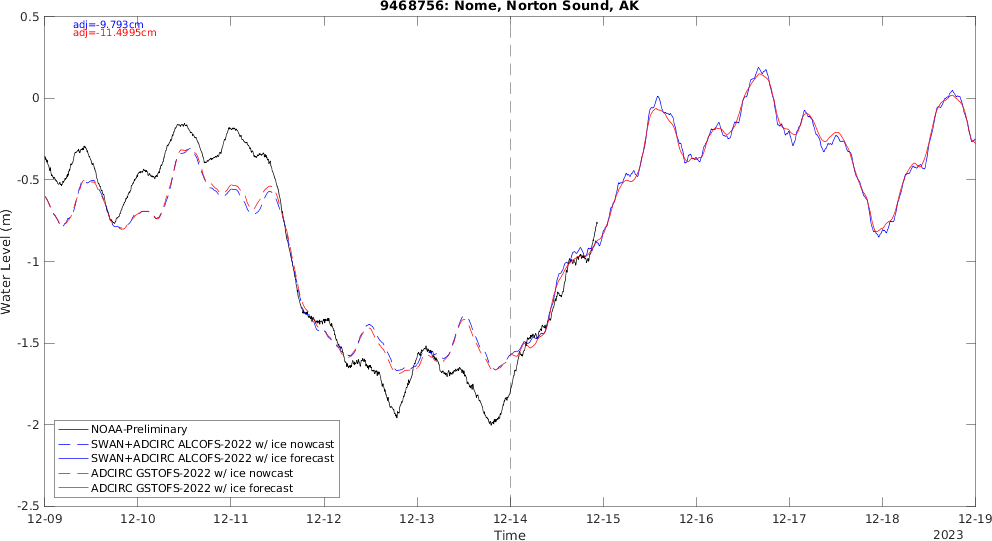 9468756: Nome, Norton Sound, AK
adj=-9.793cm
adj=-11.4995cm
0.5
0
-0.5
-1
-1.5
-2
-2.5
Water Level (m)
NOAA-Preliminary
SWAN+ADCIRC ALCOFS-2022 w/ ice nowcast
SWAN+ADCIRC ALCOFS-2022 w/ ice forecast
ADCIRC GSTOFS-2022 w/ ice nowcast
ADCIRC GSTOFS-2022 w/ ice forecast
12-09 12-10 12-11 12-12 12-13 12-14 12-15 12-16 12-17 12-18 12-19
Time
2023